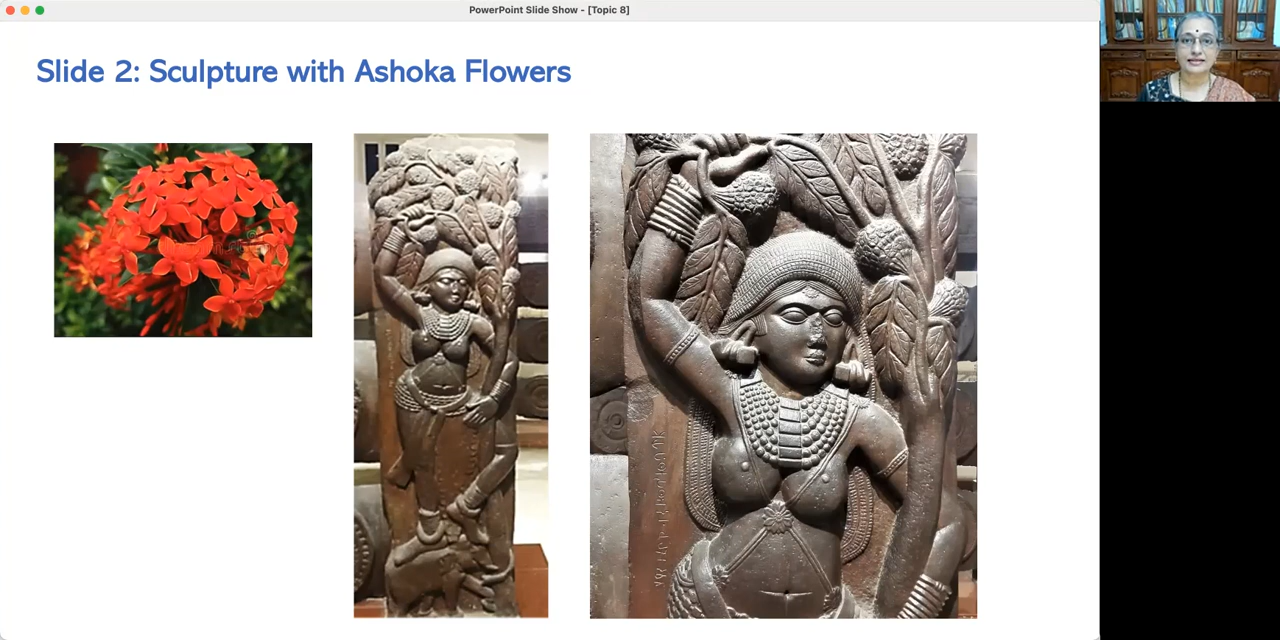 PowerPoint Slide Show - [Topic 8]
Slide 2: Sculpture with Ashoka Flowers